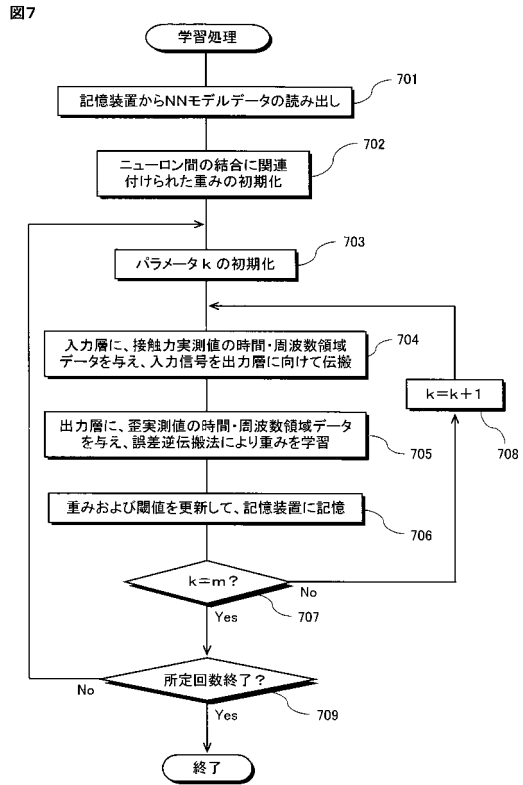 図7
学習処理
記憶装置からNNモデルデータの読み出し
701
ニューロン間の結合に関連
付けられた重みの初期化
702
パラメータkの初期化
703
入力層に、接触力実測値の時間・周波数領域
データを与え、入力信号を出力層に向けて伝搬
704
出力層に、歪実測値の時間・周波数領域データ
を与え、誤差逆伝搬法により重みを学習
705
重みおよび閾値を更新して、記憶装置に記憶
706
k=m?
707
No
Yes
k=k+1
708
所定回数終了?
709
No
Yes
終了